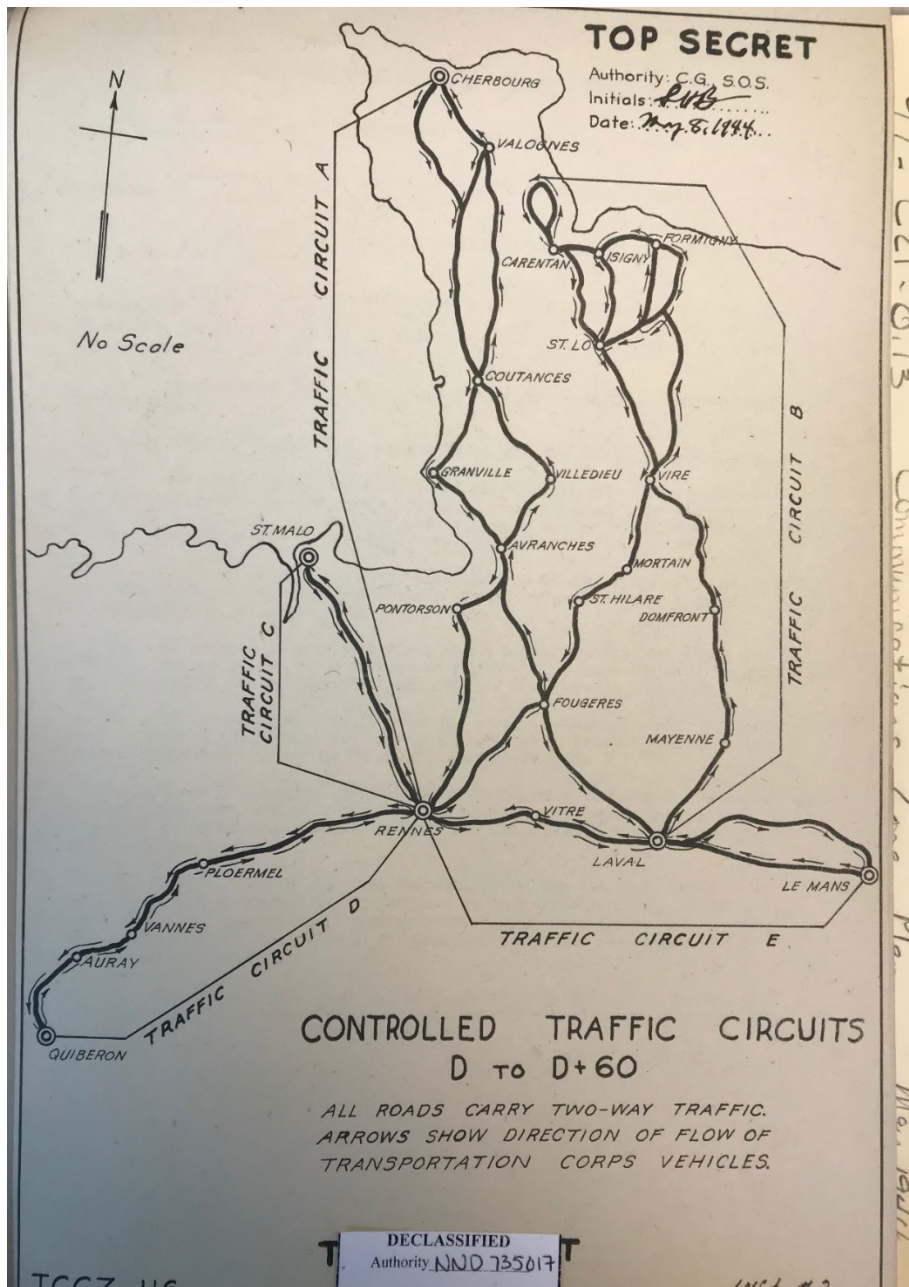 TOP SECRET
Authority: C.G., S.O.S.
Initials:
Date: May 8, 1944
N
No Scale
CHERBOURG
VALOGNES
TRAFFIC CIRCUIT A
CARENTAN
ISIGNY
FORMIGNY
ST. LO
COUTANCES
TRAFFIC CIRCUIT B
GRANVILLE
VILLEDIEU
VIRE
ST. MALO
AVRANCHES
MORTAIN
PONTORSON
ST. HILARE
DOMFRONT
TRAFFIC
CIRCUIT C
FOUGERES
MAYENNE
RENNES
VITRE
LAVAL
LE MANS
PLOERMEL
VANNES
AURAY
QUIBERON
TRAFFIC CIRCUIT D
TRAFFIC CIRCUIT E
CONTROLLED TRAFFIC CIRCUITS
D TO D+60
ALL ROADS CARRY TWO-WAY TRAFFIC.
ARROWS SHOW DIRECTION OF FLOW OF
TRANSPORTATION CORPS VEHICLES.
T T
DECLASSIFIED
Authority NND 735017
Communications Zone Plan